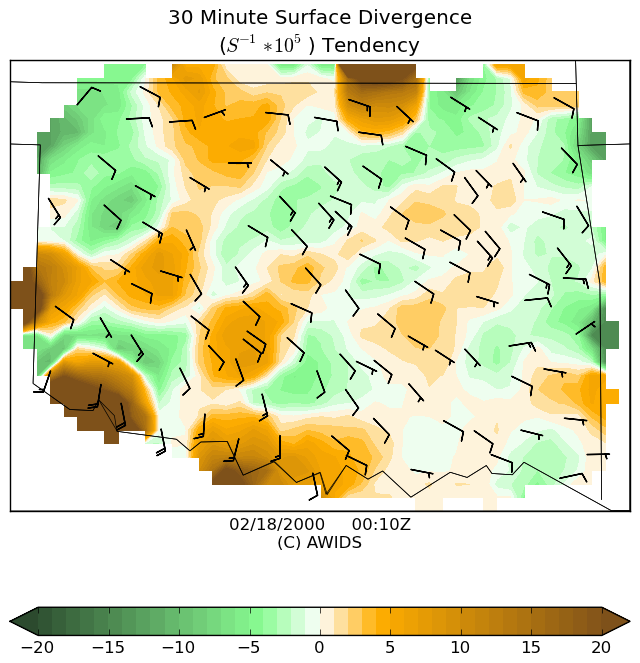 30 Minute Surface Divergence
(S⁻¹ *10⁵ ) Tendency
02/18/2000 00:10Z
(C) AWIDS
−20 −15 −10 −5 0 5 10 15 20